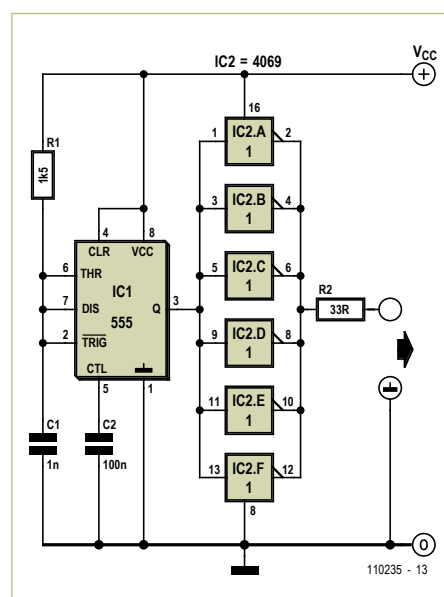 IC2 = 4069
VCC
16
R1
1k5
1 IC2.A 2
1
3 IC2.B 4
1
4 8
CLR VCC
6 THR
5 IC2.C 6
1
7 DIS IC1 Q 3
R2
33R
555
2 TRIG
9 IC2.D 8
1
CTL
5 1
11 IC2.E 10
1
C1 C2
1n 100n
13 IC2.F 12
1
8
0
110235 - 13